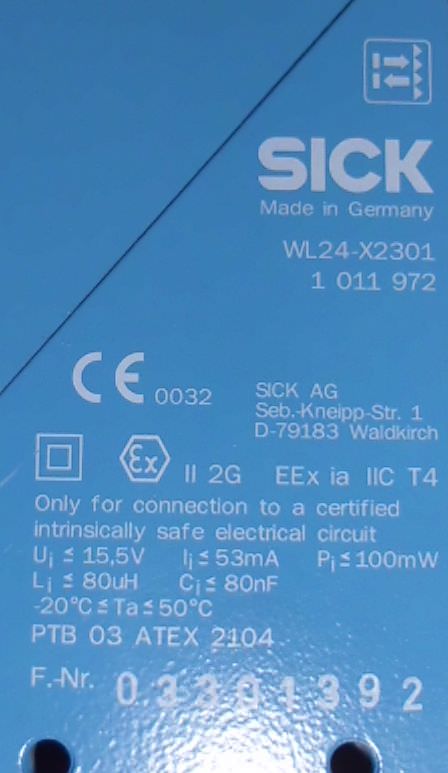 SICK
Made in Germany
WL24-X2301
1 011 972
CE 0032
SICK AG
Seb.-Kneipp-Str. 1
D-79183 Waldkirch
Ex II 2G EEx ia IIC T4
Only for connection to a certified
intrinsically safe electrical circuit
Ui ≤ 15,5V Ii ≤ 53mA Pi ≤ 100mW
Li ≤ 80uH Ci ≤ 80nF
-20°C ≤ Ta ≤ 50°C
PTB 03 ATEX 2104
F.-Nr. 03301392